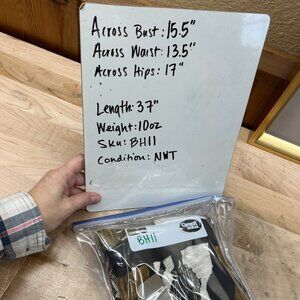 Across Bust: 15.5"
Across Waist: 13.5"
Across Hips: 17"
Length: 37"
Weight: 10oz
SKU: BH11
Condition: NWT
BH11